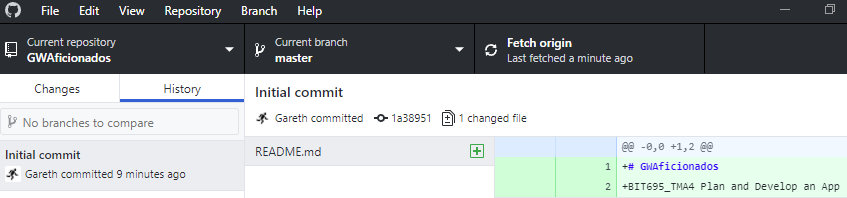 File Edit View Repository Branch Help
Current repository
GWAficionados
Current branch
master
Fetch origin
Last fetched a minute ago
Changes
History
No branches to compare
Initial commit
Gareth committed 9 minutes ago
Initial commit
Gareth committed 1a38951 1 changed file
README.md
@@ -0,0 +1,2 @@
1 +# GWAficionados
2 +BIT695_TMA4 Plan and Develop an App